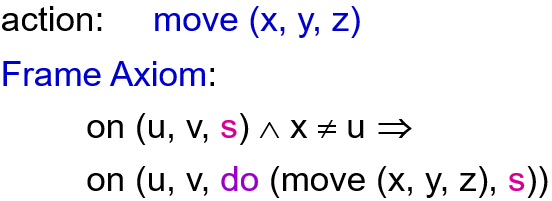 action: move (x, y, z)
Frame Axiom:
on (u, v, s) ∧ x ≠ u ⇒
on (u, v, do (move (x, y, z), s))